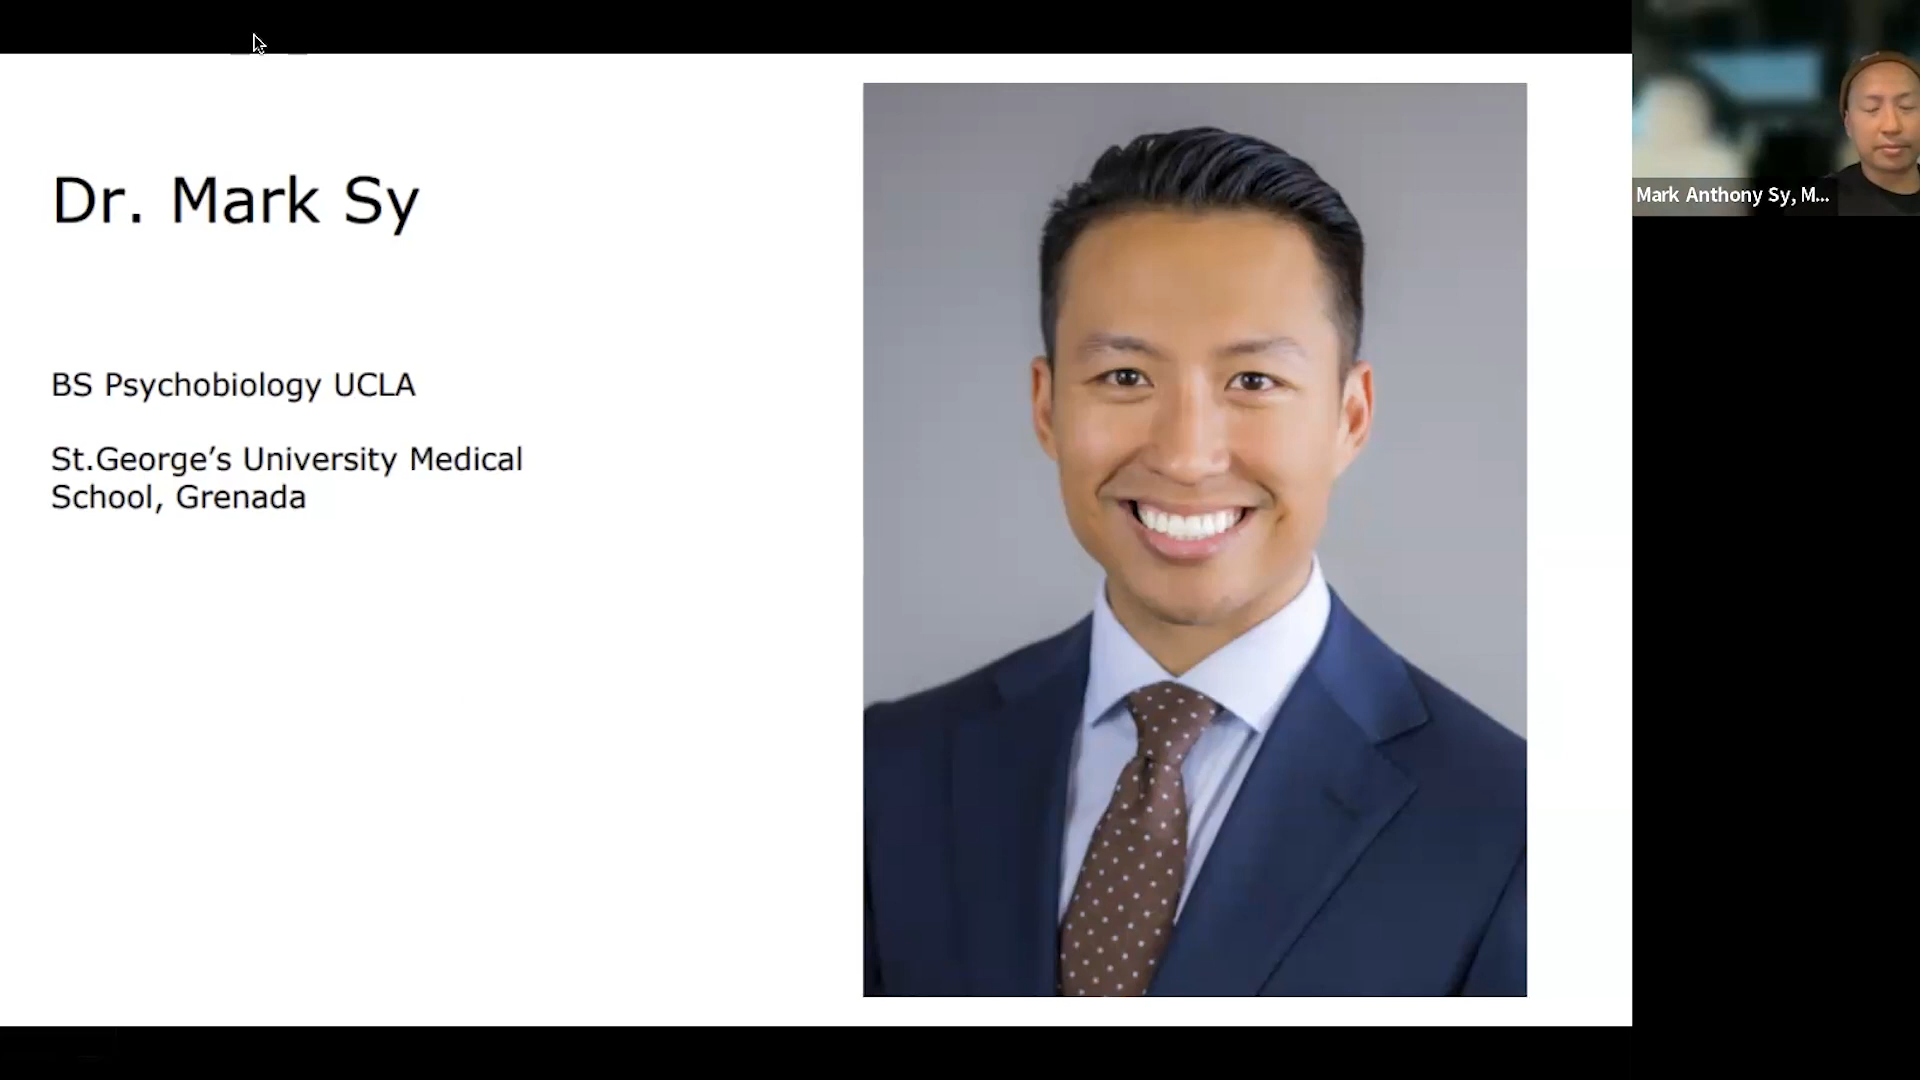 Dr. Mark Sy
BS Psychobiology UCLA
St.George’s University Medical
School, Grenada
Mark Anthony Sy, M...